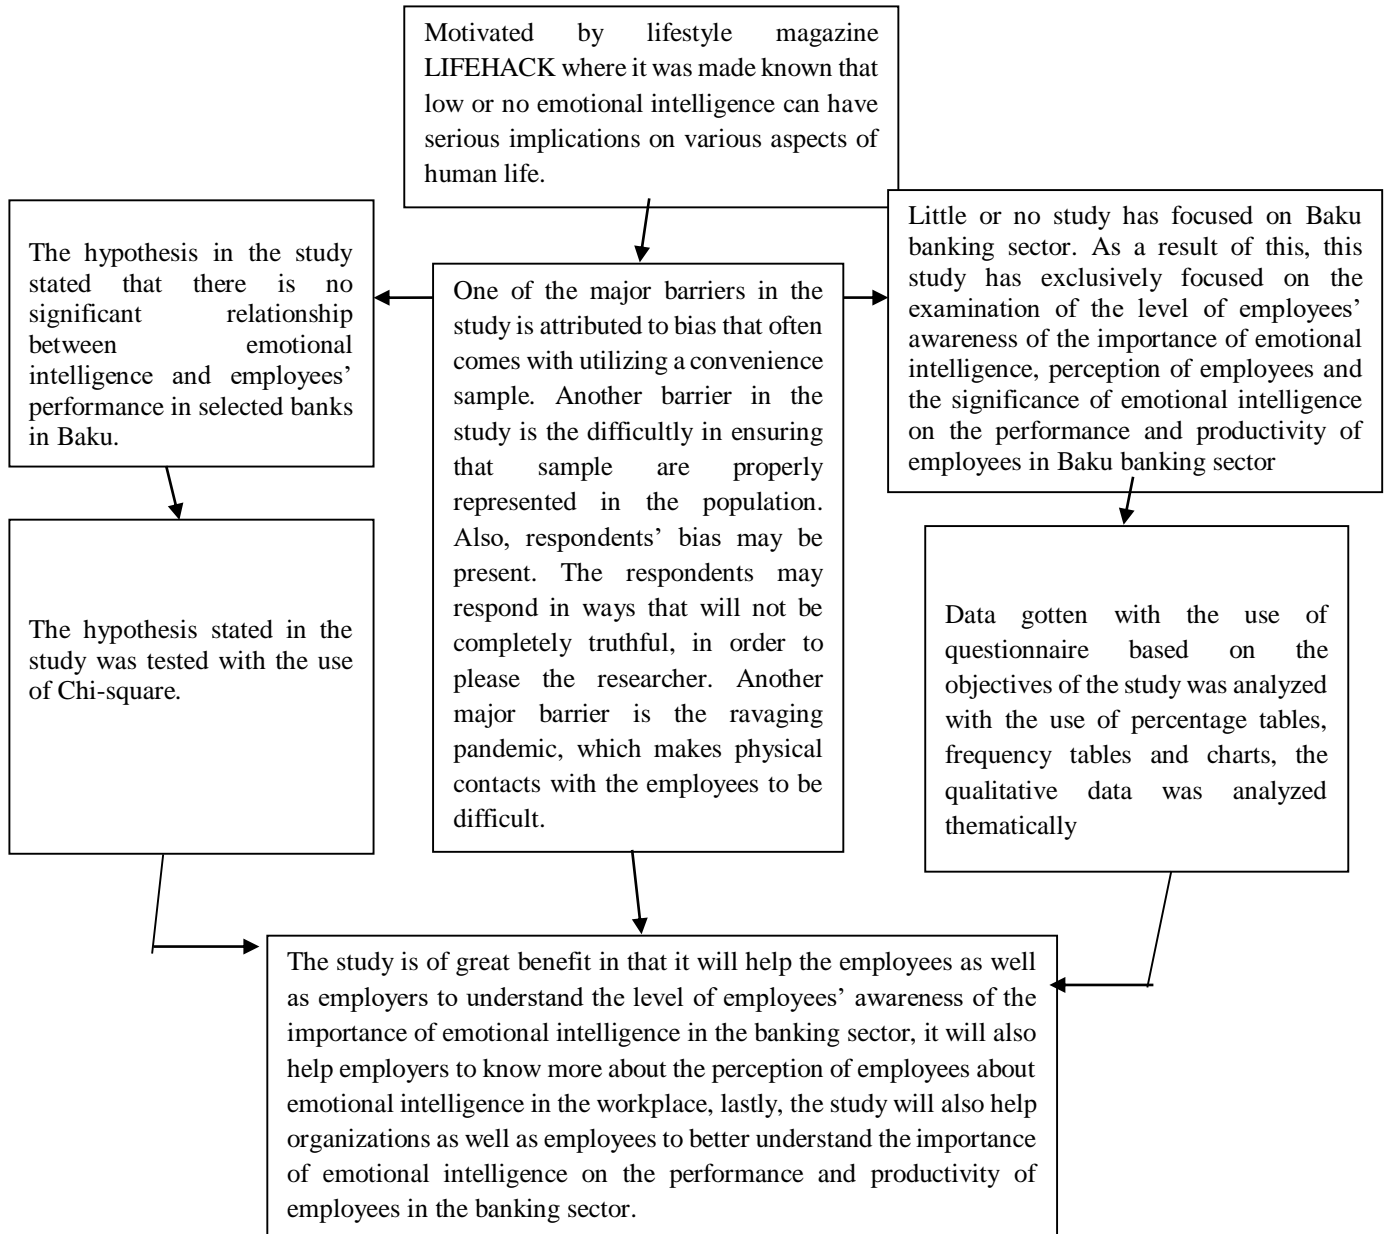 Motivated by lifestyle magazine
LIFEHACK where it was made known that
low or no emotional intelligence can have
serious implications on various aspects of
human life.
The hypothesis in the study
stated that there is no
significant relationship
between emotional
intelligence and employees’
performance in selected banks
in Baku.
One of the major barriers in the
study is attributed to bias that often
comes with utilizing a convenience
sample. Another barrier in the
study is the difficultly in ensuring
that sample are properly
represented in the population.
Also, respondents’ bias may be
present. The respondents may
respond in ways that will not be
completely truthful, in order to
please the researcher. Another
major barrier is the ravaging
pandemic, which makes physical
contacts with the employees to be
difficult.
Little or no study has focused on Baku
banking sector. As a result of this, this
study has exclusively focused on the
examination of the level of employees’
awareness of the importance of emotional
intelligence, perception of employees and
the significance of emotional intelligence
on the performance and productivity of
employees in Baku banking sector
The hypothesis stated in the
study was tested with the use
of Chi-square.
Data gotten with the use of
questionnaire based on the
objectives of the study was analyzed
with the use of percentage tables,
frequency tables and charts, the
qualitative data was analyzed
thematically
The study is of great benefit in that it will help the employees as well
as employers to understand the level of employees’ awareness of the
importance of emotional intelligence in the banking sector, it will also
help employers to know more about the perception of employees about
emotional intelligence in the workplace, lastly, the study will also help
organizations as well as employees to better understand the importance
of emotional intelligence on the performance and productivity of
employees in the banking sector.